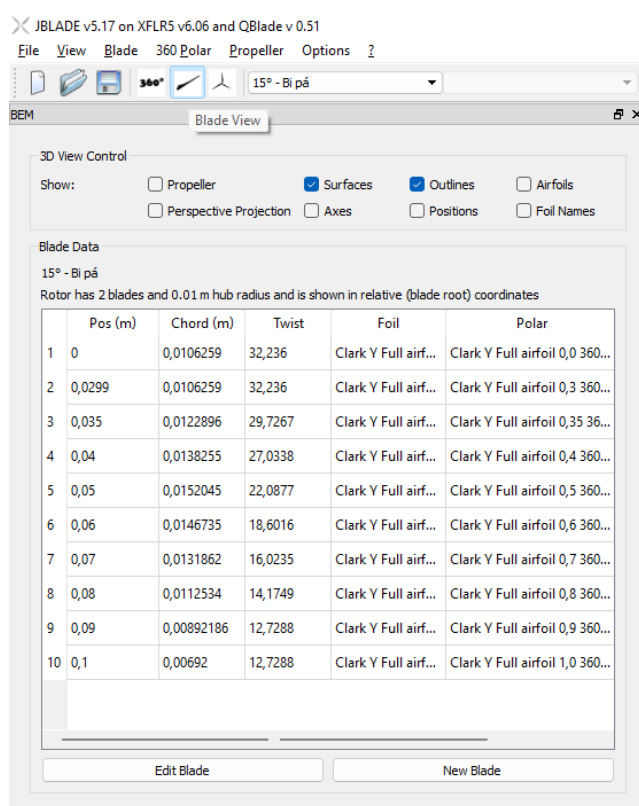 JBLADE v5.17 on XFLR5 v6.06 and QBlade v 0.51
File View Blade 360 Polar Propeller Options ?
360° 15º - Bi pá
BEM
Blade View
3D View Control
Show: Propeller Surfaces Outlines Airfoils
Perspective Projection Axes Positions Foil Names
Blade Data
15º - Bi pá
Rotor has 2 blades and 0.01 m hub radius and is shown in relative (blade root) coordinates
Pos (m) Chord (m) Twist Foil Polar
1 0 0,0106259 32,236 Clark Y Full airf... Clark Y Full airfoil 0,0 360...
2 0,0299 0,0106259 32,236 Clark Y Full airf... Clark Y Full airfoil 0,3 360...
3 0,035 0,0122896 29,7267 Clark Y Full airf... Clark Y Full airfoil 0,35 36...
4 0,04 0,0138255 27,0338 Clark Y Full airf... Clark Y Full airfoil 0,4 360...
5 0,05 0,0152045 22,0877 Clark Y Full airf... Clark Y Full airfoil 0,5 360...
6 0,06 0,0146735 18,6016 Clark Y Full airf... Clark Y Full airfoil 0,6 360...
7 0,07 0,0131862 16,0235 Clark Y Full airf... Clark Y Full airfoil 0,7 360...
8 0,08 0,0112534 14,1749 Clark Y Full airf... Clark Y Full airfoil 0,8 360...
9 0,09 0,00892186 12,7288 Clark Y Full airf... Clark Y Full airfoil 0,9 360...
10 0,1 0,00692 12,7288 Clark Y Full airf... Clark Y Full airfoil 1,0 360...
Edit Blade New Blade